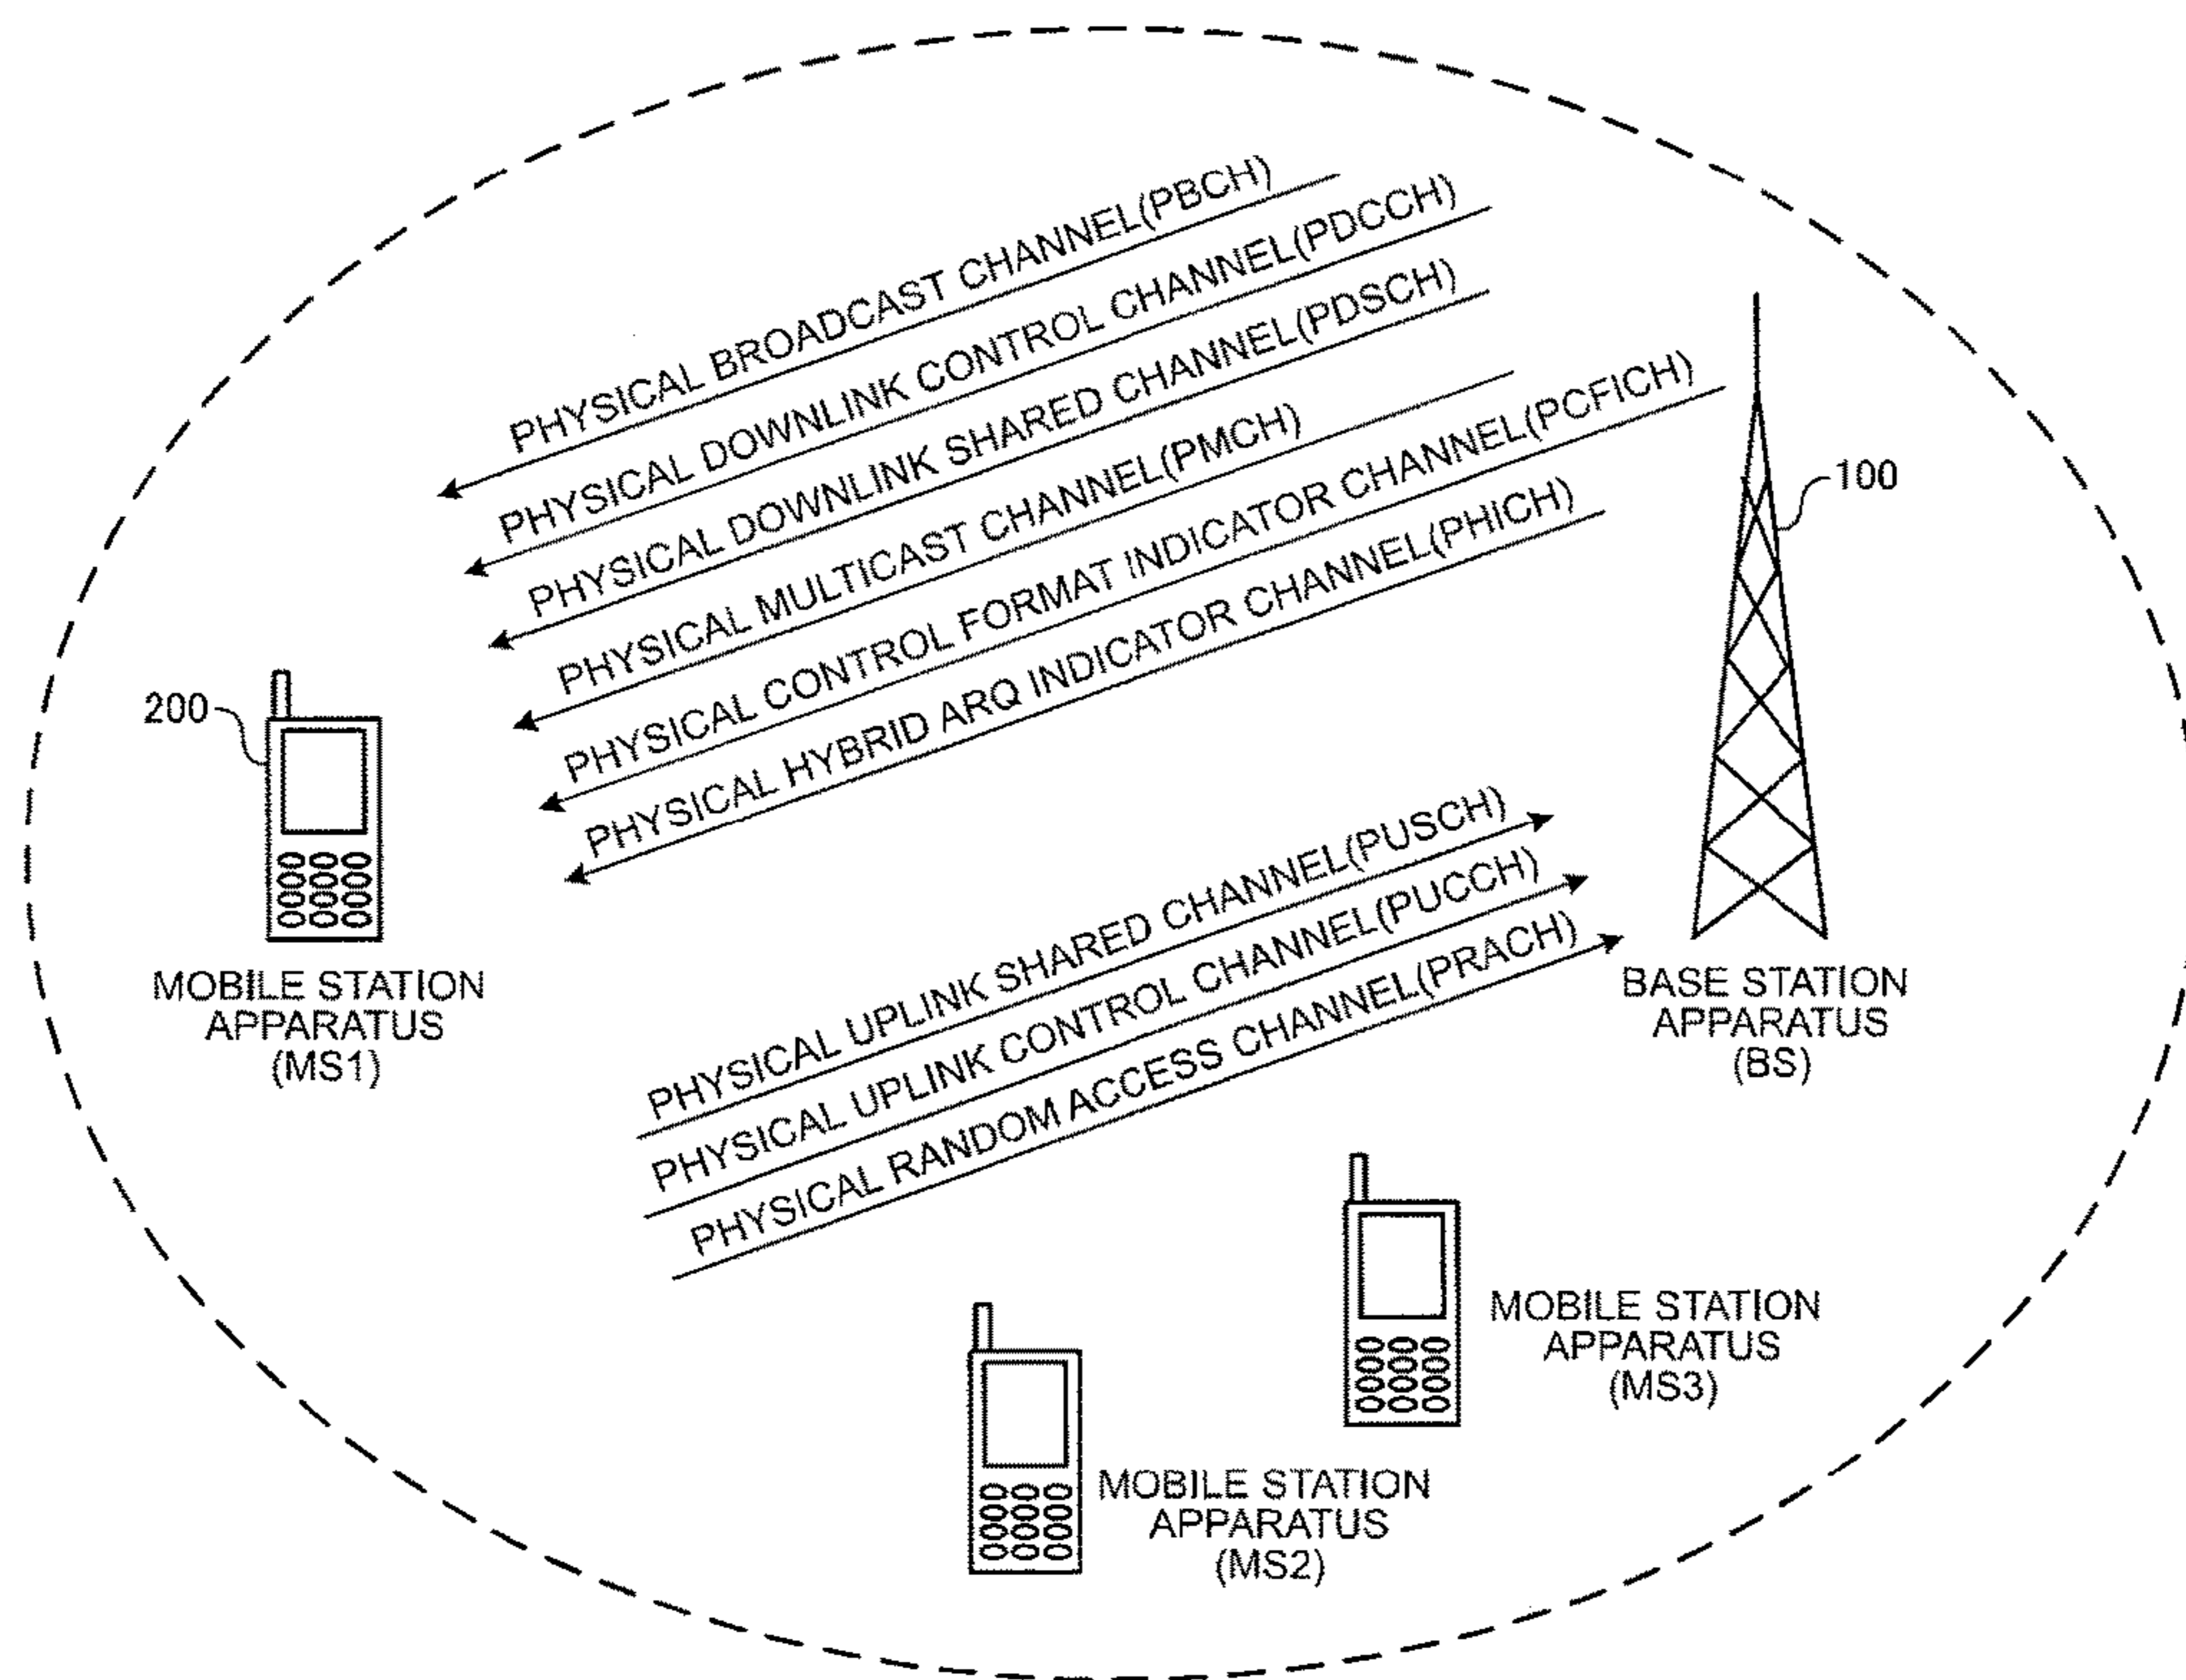 PHYSICAL BROADCAST CHANNEL(PBCH)
PHYSICAL DOWNLINK CONTROL CHANNEL(PDCCH)
PHYSICAL DOWNLINK SHARED CHANNEL(PDSCH)
PHYSICAL MULTICAST CHANNEL(PMCH)
PHYSICAL CONTROL FORMAT INDICATOR CHANNEL(PCFICH)
PHYSICAL HYBRID ARQ INDICATOR CHANNEL(PHICH)
100
200
MOBILE STATION
APPARATUS
(MS1)
PHYSICAL UPLINK SHARED CHANNEL(PUSCH)
PHYSICAL UPLINK CONTROL CHANNEL(PUCCH)
PHYSICAL RANDOM ACCESS CHANNEL(PRACH)
BASE STATION
APPARATUS
(BS)
MOBILE STATION
APPARATUS
(MS3)
MOBILE STATION
APPARATUS
(MS2)